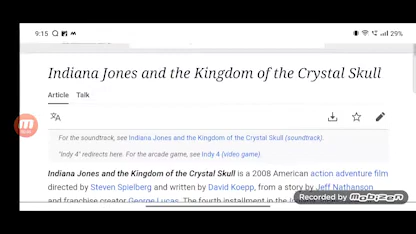 9:15
29%
Indiana Jones and the Kingdom of the Crystal Skull
Article Talk
For the soundtrack, see Indiana Jones and the Kingdom of the Crystal Skull (soundtrack).
"Indy 4" redirects here. For the arcade game, see Indy 4 (video game)
Indiana Jones and the Kingdom of the Crystal Skull is a 2008 American action adventure film
directed by Steven Spielberg and written by David Koepp, from a story by Jeff Nathanson
and franchise creator George Lucas. The fourth installment in the
Recorded by Mobizen